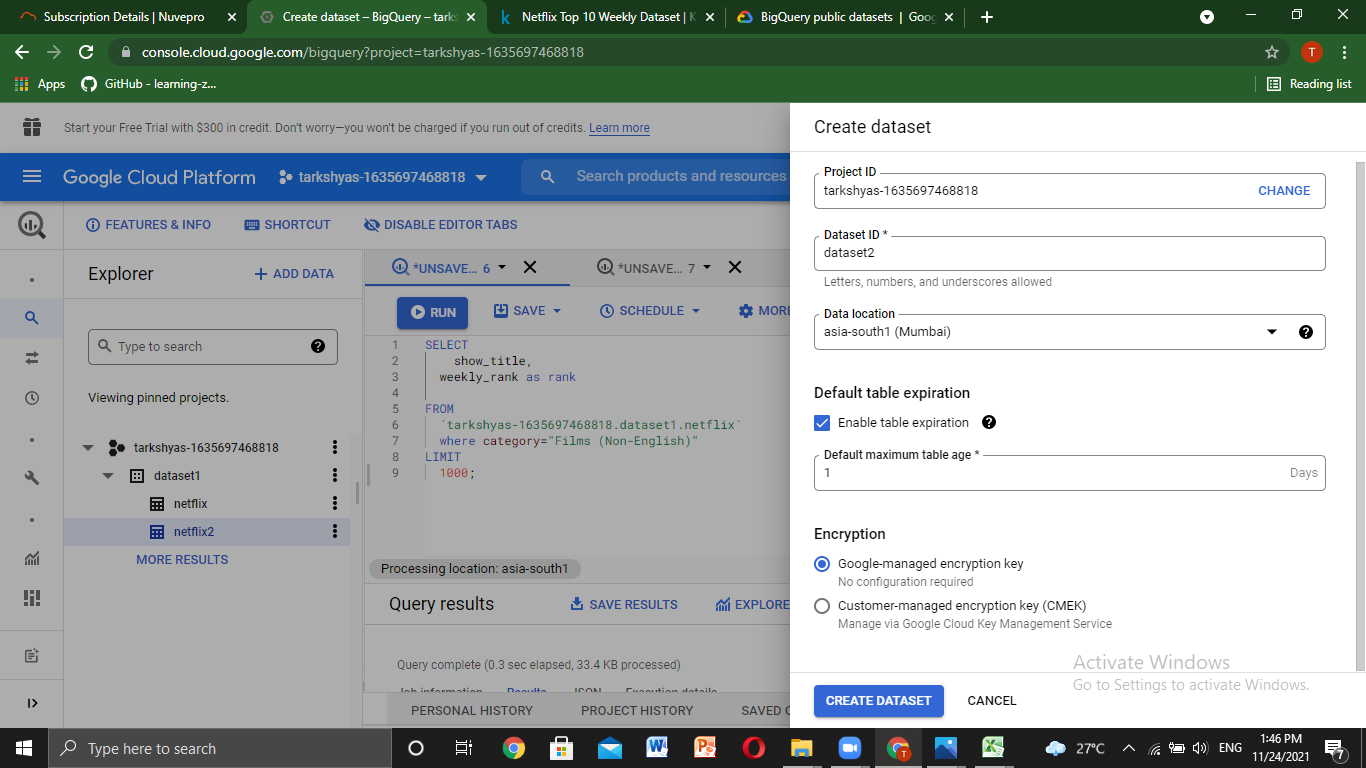 Subscription Details | Nuvepro
Create dataset – BigQuery – tarks
Netflix Top 10 Weekly Dataset | K
BigQuery public datasets | Goog
console.cloud.google.com/bigquery?project=tarkshyas-1635697468818
T
Apps
GitHub - learning-z...
Reading list
Start your Free Trial with $300 in credit. Don't worry—you won't be charged if you run out of credits. Learn more
Google Cloud Platform
tarkshyas-1635697468818
Search products and resources
FEATURES & INFO
SHORTCUT
DISABLE EDITOR TABS
Explorer
+ ADD DATA
*UNSAVE... 6
*UNSAVE... 7
RUN
SAVE
SCHEDULE
MORE
Type to search
Viewing pinned projects.
tarkshyas-1635697468818
dataset1
netflix
netflix2
MORE RESULTS
1 SELECT
2 show_title,
3 weekly_rank as rank
4
5 FROM
6 `tarkshyas-1635697468818.dataset1.netflix`
7 where category="Films (Non-English)"
8 LIMIT
9 1000;
Processing location: asia-south1
Query results
SAVE RESULTS
EXPLORE
Query complete (0.3 sec elapsed, 33.4 KB processed)
Job information Results JSON Execution details
PERSONAL HISTORY
PROJECT HISTORY
SAVED
Create dataset
Project ID
tarkshyas-1635697468818
CHANGE
Dataset ID *
dataset2
Letters, numbers, and underscores allowed
Data location
asia-south1 (Mumbai)
Default table expiration
Enable table expiration
Default maximum table age *
1
Days
Encryption
Google-managed encryption key
No configuration required
Customer-managed encryption key (CMEK)
Manage via Google Cloud Key Management Service
Activate Windows
Go to Settings to activate Windows.
CREATE DATASET
CANCEL
Type here to search
27°C
ENG
1:46 PM
11/24/2021
7